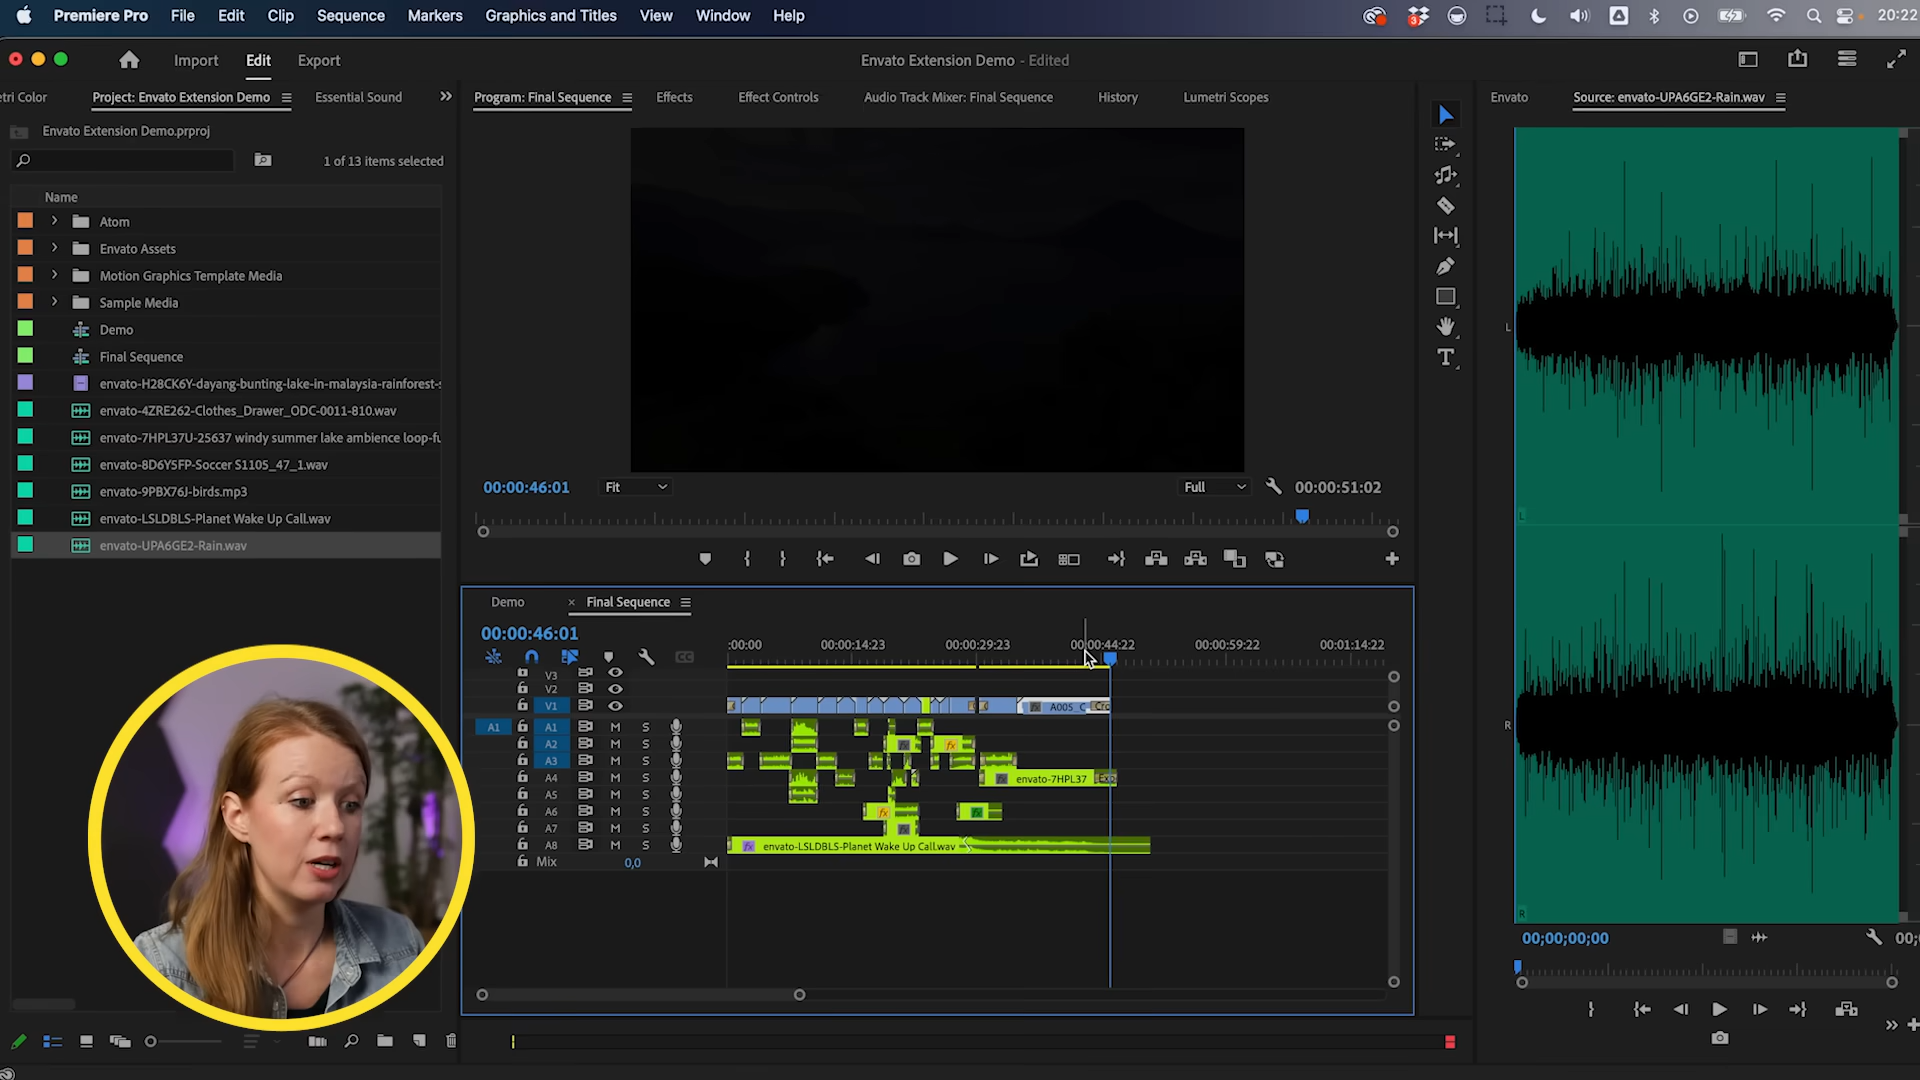 Premiere Pro File Edit Clip Sequence Markers Graphics and Titles View Window Help
3
20:22
Import Edit Export
Envato Extension Demo - Edited
etri Color
Project: Envato Extension Demo
Essential Sound
Program: Final Sequence
Effects
Effect Controls
Audio Track Mixer: Final Sequence
History
Lumetri Scopes
Envato
Source: envato-UPA6GE2-Rain.wav
Envato Extension Demo.prproj
1 of 13 items selected
Name
Atom
Envato Assets
Motion Graphics Template Media
Sample Media
Demo
Final Sequence
envato-H28CK6Y-dayang-bunting-lake-in-malaysia-rainforest-s
envato-4ZRE262-Clothes_Drawer_ODC-0011-810.wav
envato-7HPL37U-25637 windy summer lake ambience loop-fu
envato-8D6Y5FP-Soccer S1105_47_1.wav
envato-9PBX76J-birds.mp3
envato-LSLDBLS-Planet Wake Up Call.wav
envato-UPA6GE2-Rain.wav
00:00:46:01
Fit
Full
00:00:51:02
Demo
Final Sequence
00:00:46:01
:00:00 00:00:14:23 00:00:29:23 00:00:44:22 00:00:59:22 00:01:14:22
V3
V2
V1
A005_C
Cro
A1 A1 M S
A2 M S
fx
A3 M S
A4 M S
envato-7HPL37
Exp
A5 M S
A6 M S
fx
A7 M S
A8 M S
envato-LSLDBLS-Planet Wake Up Call.wav
Mix 0,0
L
L
R
R
00;00;00;00
00;